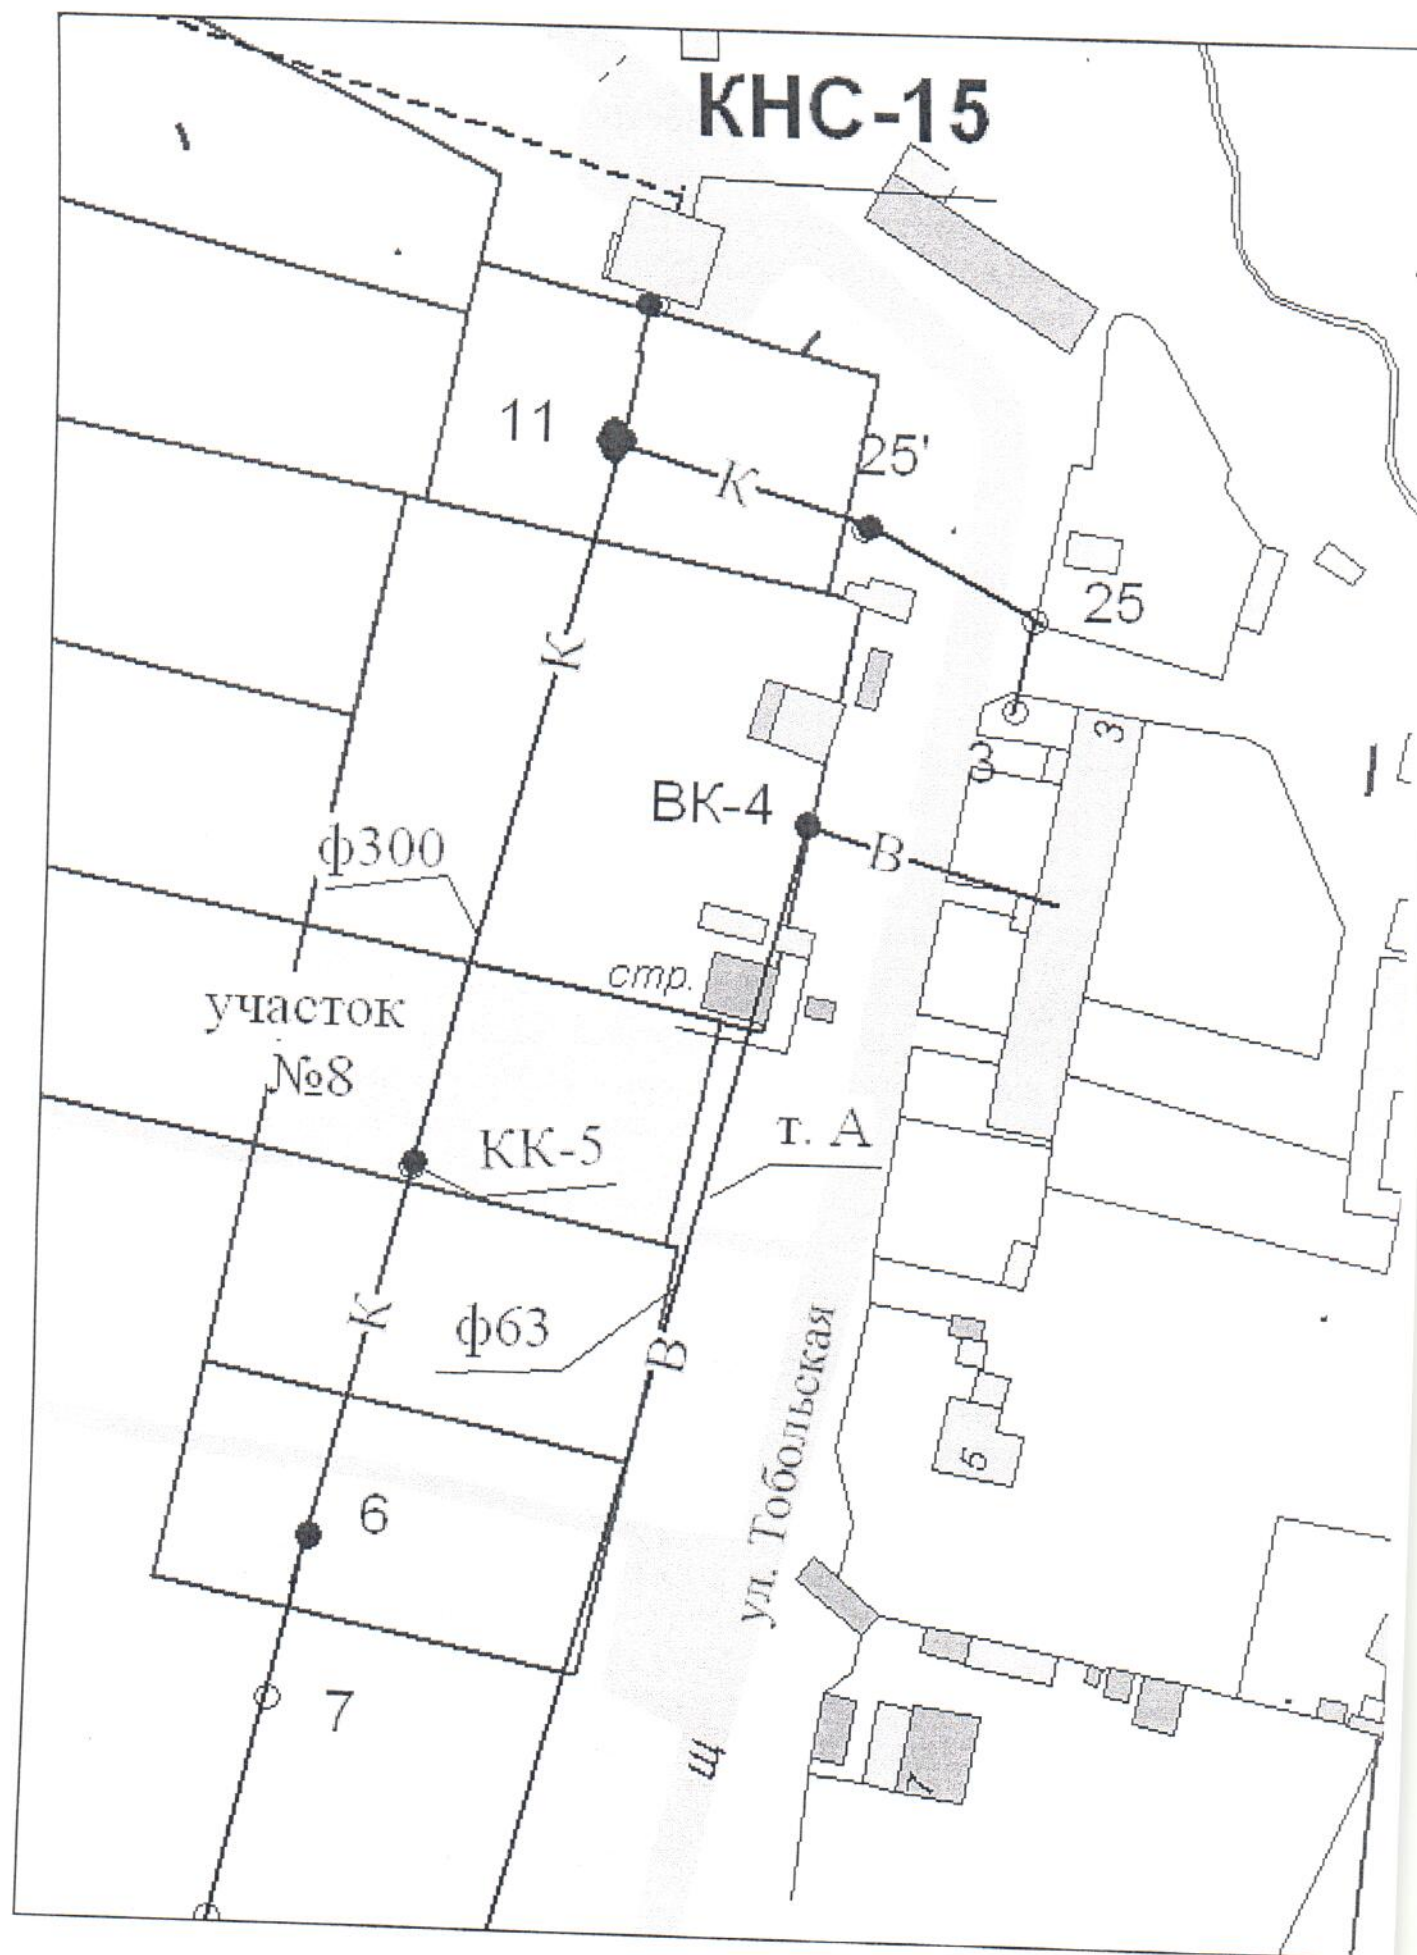 КНС-15
11
25'
К
25
К
3
3
ВК-4
В
ф300
стр.
участок
№8
т. А
КК-5
К
ф63
В
ул. Тобольская
5
6
7
щ
7